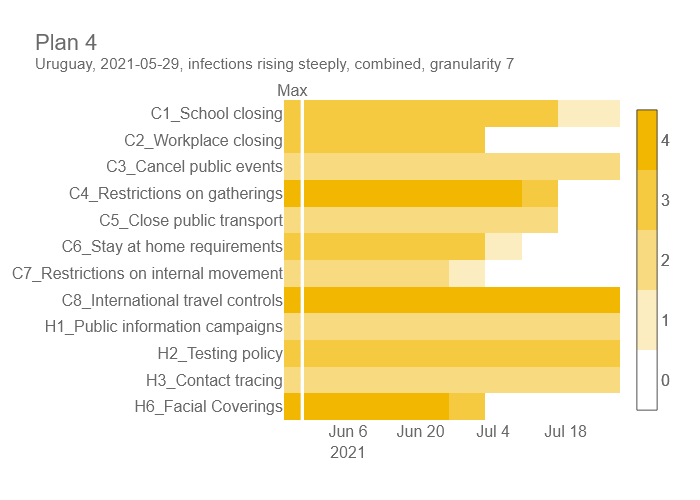 Plan 4
Uruguay, 2021-05-29, infections rising steeply, combined, granularity 7
Max
C1_School closing
C2_Workplace closing
C3_Cancel public events
C4_Restrictions on gatherings
C5_Close public transport
C6_Stay at home requirements
C7_Restrictions on internal movement
C8_International travel controls
H1_Public information campaigns
H2_Testing policy
H3_Contact tracing
H6_Facial Coverings
Jun 6 Jun 20 Jul 4 Jul 18
2021
4
3
2
1
0